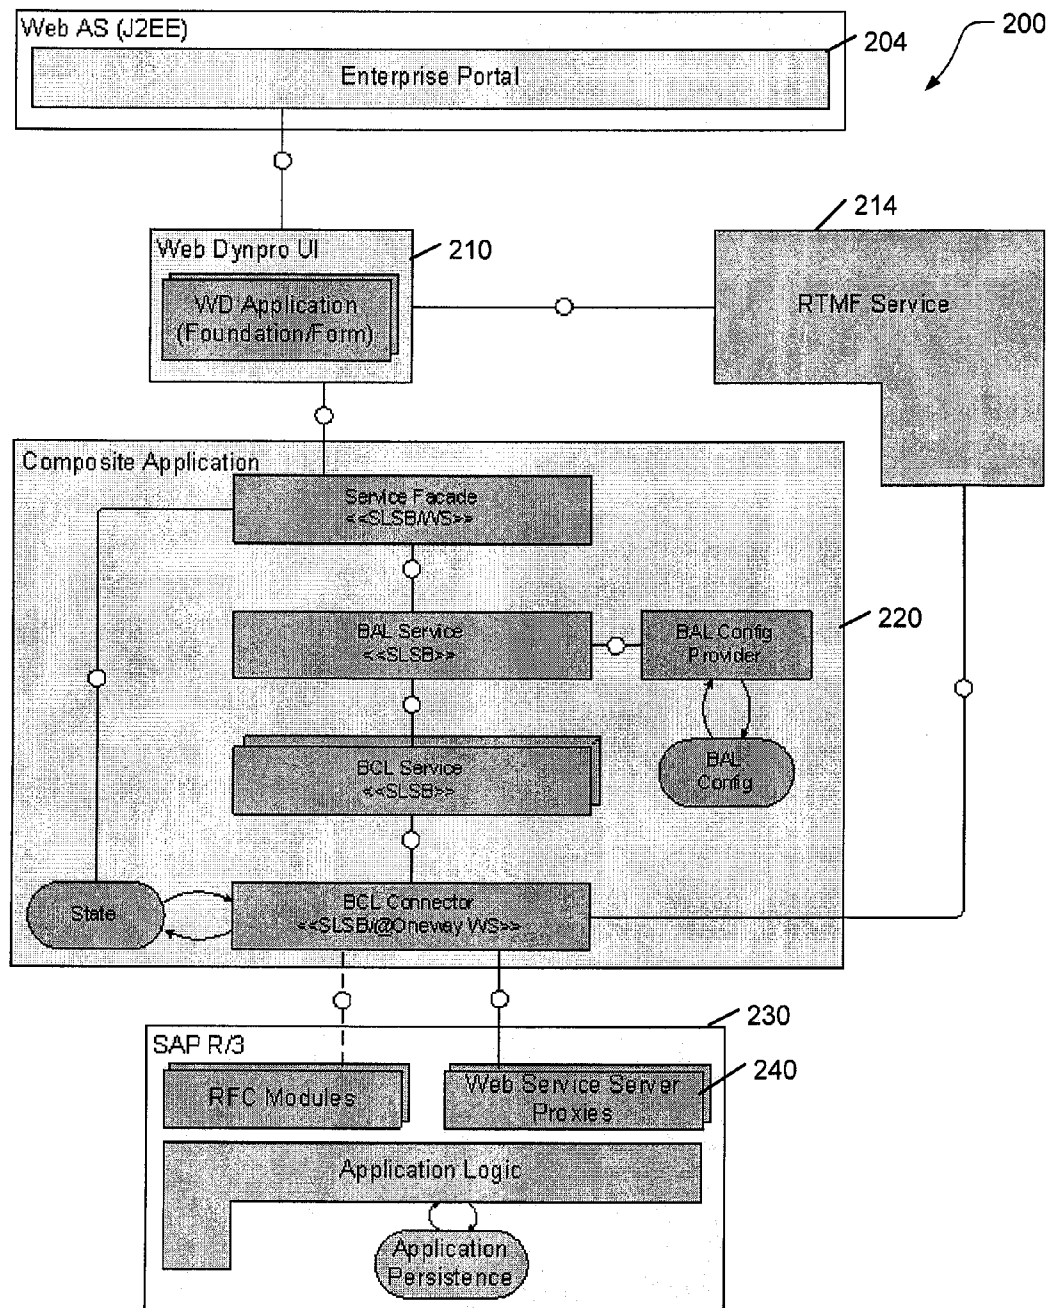 Web AS (J2EE)
204
200
Enterprise Portal
214
Web Dynpro UI
210
WD Application
(Foundation/Form)
RTMF Service
Composite Application
Service Facade
<<SLSB/WS>>
220
BAL Service
<<SLSB>>
BAL Config
Provider
BCL Service
<<SLSB>>
BAL
Config
State
BCL Connector
<<SLSB/@Oneway WS>>
230
SAP R/3
RFC Modules
Web Service Server
Proxies
240
Application Logic
Application
Persistence